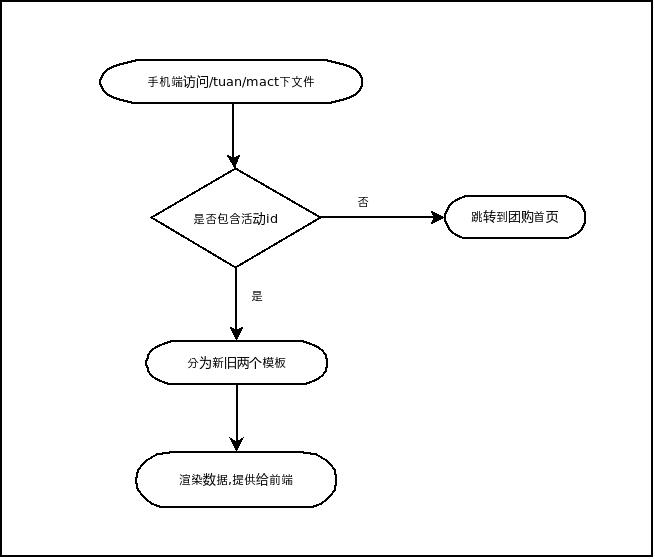 手机端访问/tuan/mact下文件
是否包含活动id
否
跳转到团购首页
是
分为新旧两个模板
渲染数据,提供给前端